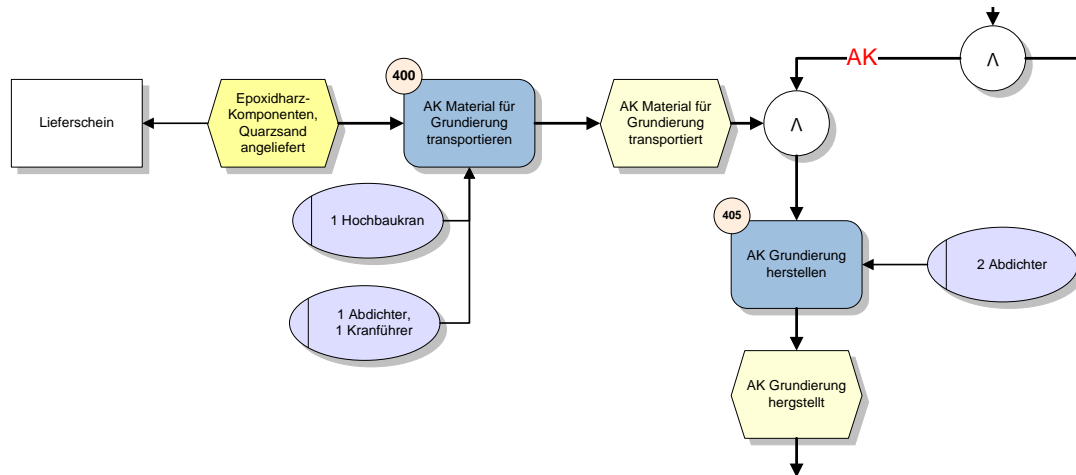 AK
Λ
400
Lieferschein
Epoxidharz-
Komponenten,
Quarzsand
angeliefert
AK Material für
Grundierung
transportieren
AK Material für
Grundierung
transportiert
Λ
1 Hochbaukran
405
AK Grundierung
herstellen
2 Abdichter
1 Abdichter,
1 Kranführer
AK Grundierung
hergstellt